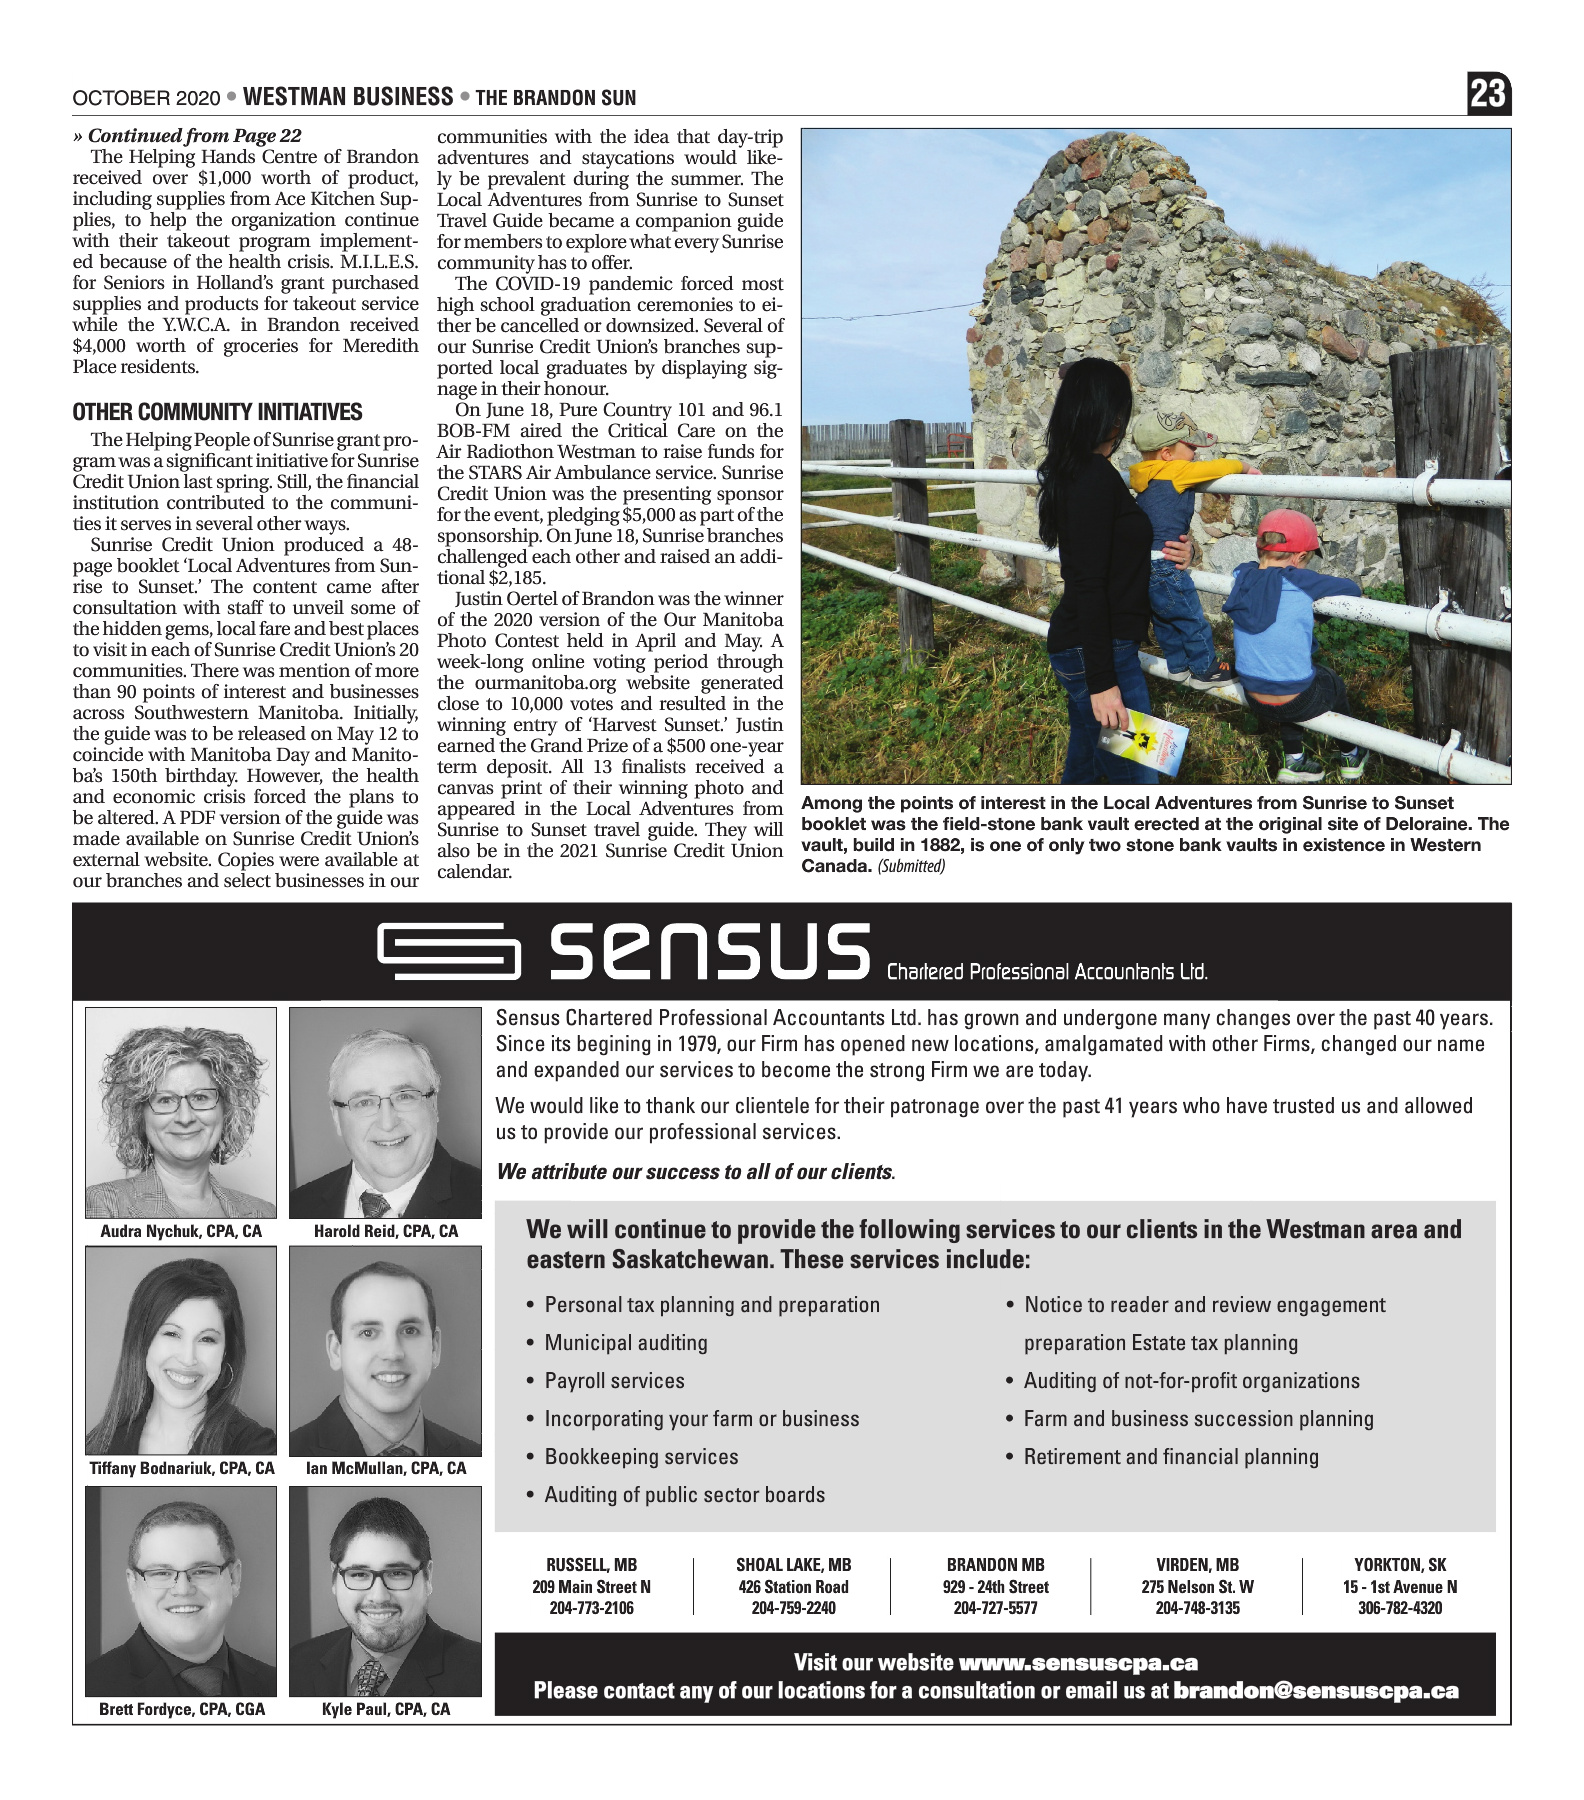 OCTOBER 2020 • WESTMAN BUSINESS • THE BRANDON SUN
23
» Continued from Page 22
The Helping Hands Centre of Brandon
received over $1,000 worth of product,
including supplies from Ace Kitchen Sup-
plies, to help the organization continue
with their takeout program implement-
ed because of the health crisis. M.I.L.E.S.
for Seniors in Holland's grant purchased
supplies and products for takeout service
while the Y.W.C.A. in Brandon received
$4,000 worth of groceries for Meredith
Place residents.
OTHER COMMUNITY INITIATIVES
The Helping People of Sunrise grant pro-
gram was a significant initiative for Sunrise
Credit Union last spring. Still, the financial
institution contributed to the communi-
ties it serves in several other ways.
Sunrise Credit Union produced a 48-
page booklet 'Local Adventures from Sun-
rise to Sunset.' The content came after
consultation with staff to unveil some of
the hidden gems, local fare and best places
to visit in each of Sunrise Credit Union's 20
communities. There was mention of more
than 90 points of interest and businesses
across Southwestern Manitoba. Initially,
the guide was to be released on May 12 to
coincide with Manitoba Day and Manito-
ba's 150th birthday. However, the health
and economic crisis forced the plans to
be altered. A PDF version of the guide was
made available on Sunrise Credit Union's
external website. Copies were available at
our branches and select businesses in our
communities with the idea that day-trip
adventures and staycations would like-
ly be prevalent during the summer. The
Local Adventures from Sunrise to Sunset
Travel Guide became a companion guide
for members to explore what every Sunrise
community has to offer.
The COVID-19 pandemic forced most
high school graduation ceremonies to ei-
ther be cancelled or downsized. Several of
our Sunrise Credit Union's branches sup-
ported local graduates by displaying sig-
nage in their honour.
On June 18, Pure Country 101 and 96.1
BOB-FM aired the Critical Care on the
Air Radiothon Westman to raise funds for
the STARS Air Ambulance service. Sunrise
Credit Union was the presenting sponsor
for the event, pledging $5,000 as part of the
sponsorship. On June 18, Sunrise branches
challenged each other and raised an addi-
tional $2,185.
Justin Oertel of Brandon was the winner
of the 2020 version of the Our Manitoba
Photo Contest held in April and May. A
week-long online voting period through
the ourmanitoba.org website generated
close to 10,000 votes and resulted in the
winning entry of 'Harvest Sunset.' Justin
earned the Grand Prize of a $500 one-year
term deposit. All 13 finalists received a
canvas print of their winning photo and
appeared in the Local Adventures from
Sunrise to Sunset travel guide. They will
also be in the 2021 Sunrise Credit Union
calendar.
Among the points of interest in the Local Adventures from Sunrise to Sunset
booklet was the field-stone bank vault erected at the original site of Deloraine. The
vault, build in 1882, is one of only two stone bank vaults in existence in Western
Canada. (Submitted)
sensus Chartered Professional Accountants Ltd.
Sensus Chartered Professional Accountants Ltd. has grown and undergone many changes over the past 40 years.
Since its begining in 1979, our Firm has opened new locations, amalgamated with other Firms, changed our name
and expanded our services to become the strong Firm we are today.
We would like to thank our clientele for their patronage over the past 41 years who have trusted us and allowed
us to provide our professional services.
We attribute our success to all of our clients.
Audra Nychuk, CPA, CA
Harold Reid, CPA, CA
Tiffany Bodnariuk, CPA, CA
Ian McMullan, CPA, CA
Brett Fordyce, CPA, CGA
Kyle Paul, CPA, CA
We will continue to provide the following services to our clients in the Westman area and
eastern Saskatchewan. These services include:
• Personal tax planning and preparation
• Municipal auditing
• Payroll services
• Incorporating your farm or business
• Bookkeeping services
• Auditing of public sector boards
• Notice to reader and review engagement
preparation Estate tax planning
• Auditing of not-for-profit organizations
• Farm and business succession planning
• Retirement and financial planning
RUSSELL, MB
209 Main Street N
204-773-2106
SHOAL LAKE, MB
426 Station Road
204-759-2240
BRANDON MB
929 - 24th Street
204-727-5577
VIRDEN, MB
275 Nelson St. W
204-748-3135
YORKTON, SK
15 - 1st Avenue N
306-782-4320
Visit our website www.sensuscpa.ca
Please contact any of our locations for a consultation or email us at brandon@sensuscpa.ca